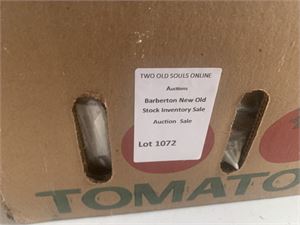 TWO OLD SOULS ONLINE
Auctions
Barberton New Old
Stock Inventory Sale
Auction Sale
Lot 1072
TOMATO